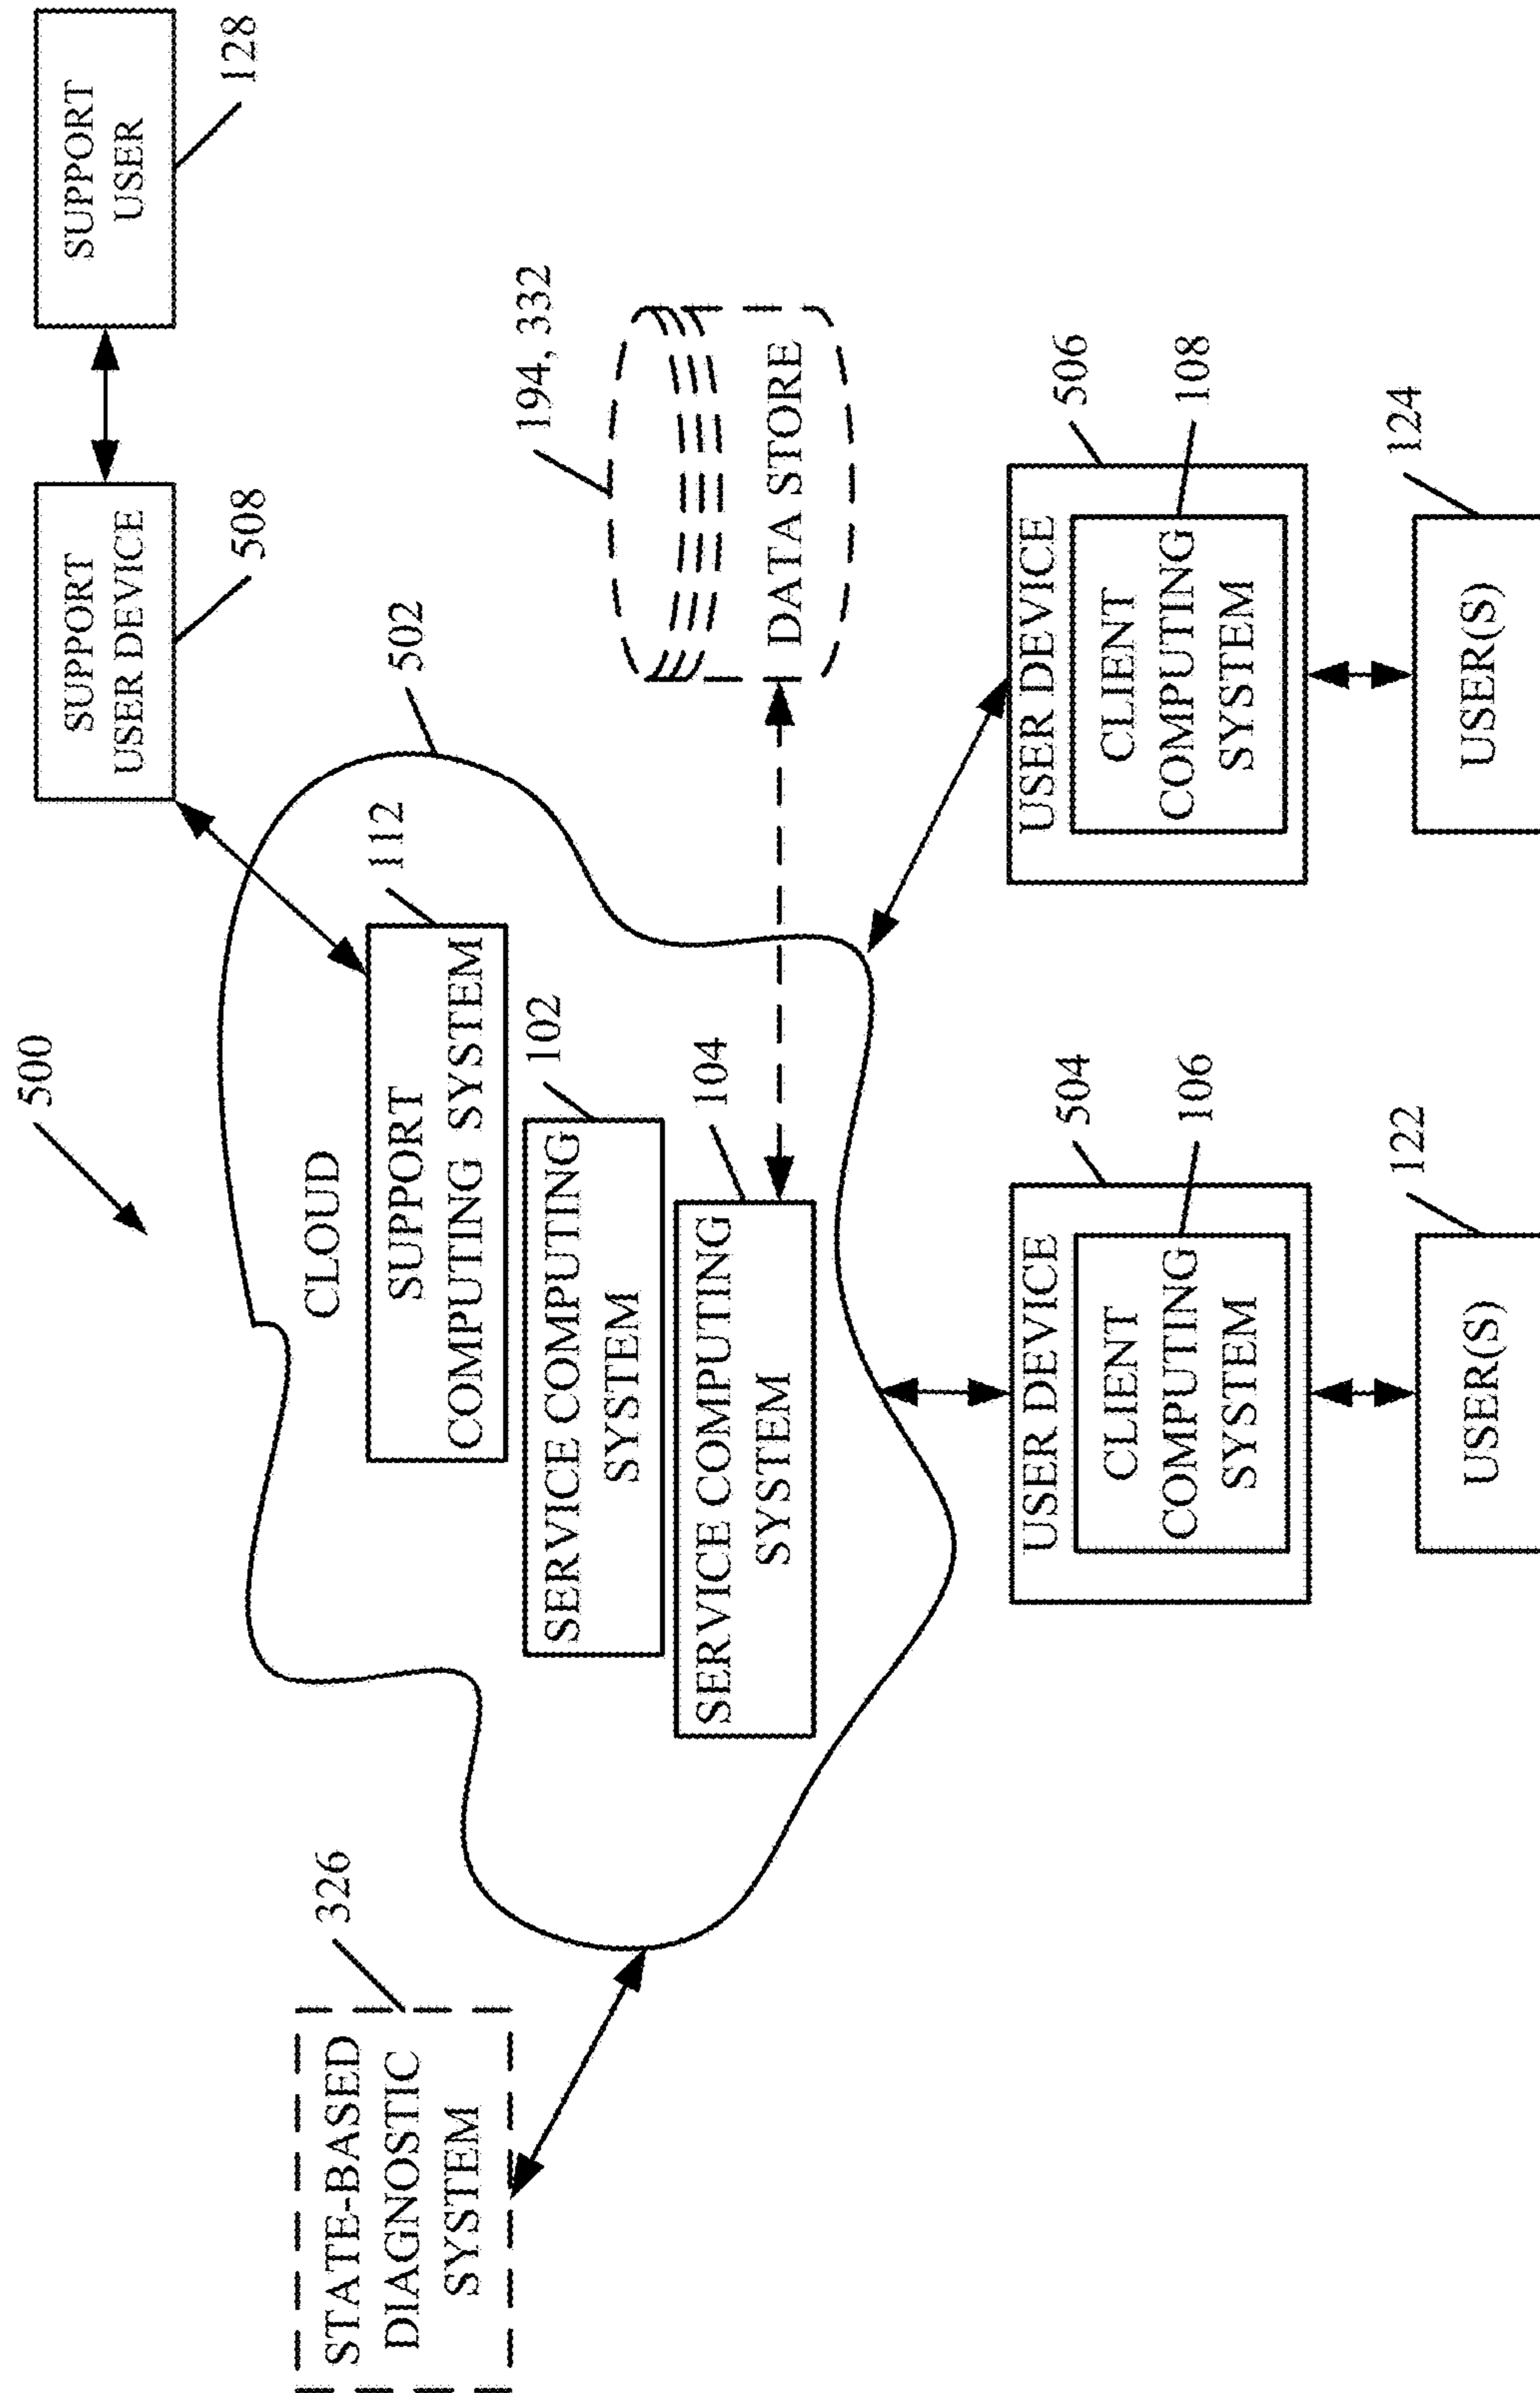 500
STATE-BASED
DIAGNOSTIC
SYSTEM
326
CLOUD
502
SUPPORT
COMPUTING SYSTEM
112
SERVICE COMPUTING
SYSTEM
102
SERVICE COMPUTING
SYSTEM
104
SUPPORT
USER DEVICE
508
SUPPORT
USER
128
194, 332
DATA STORE
USER DEVICE
504
CLIENT
COMPUTING
SYSTEM
106
USER(S)
122
USER DEVICE
506
CLIENT
COMPUTING
SYSTEM
108
USER(S)
124